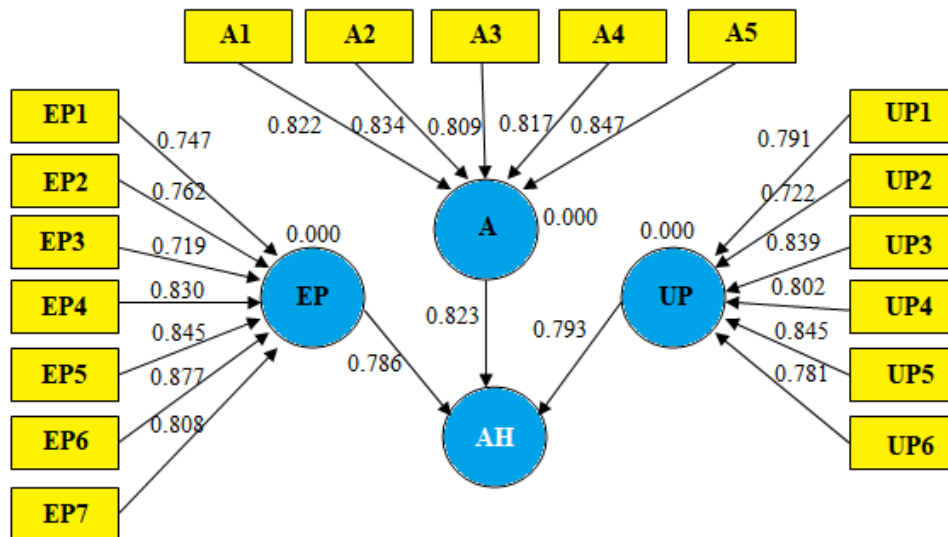 A1 A2 A3 A4 A5
0.822 0.834 0.809 0.817 0.847
EP1
EP2
EP3
EP4
EP5
EP6
EP7
0.747
0.762
0.719
0.830
0.845
0.877
0.808
0.000
EP
A
0.000
0.000
UP
0.786
0.823
0.793
AH
UP1
UP2
UP3
UP4
UP5
UP6
0.791
0.722
0.839
0.802
0.845
0.781